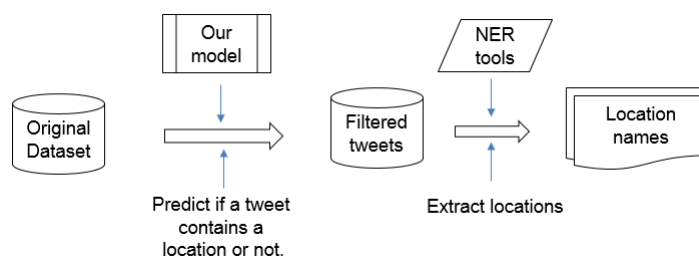 Our
model
NER
tools
Original
Dataset
Filtered
tweets
Location
names
Predict if a tweet
contains a
location or not.
Extract locations